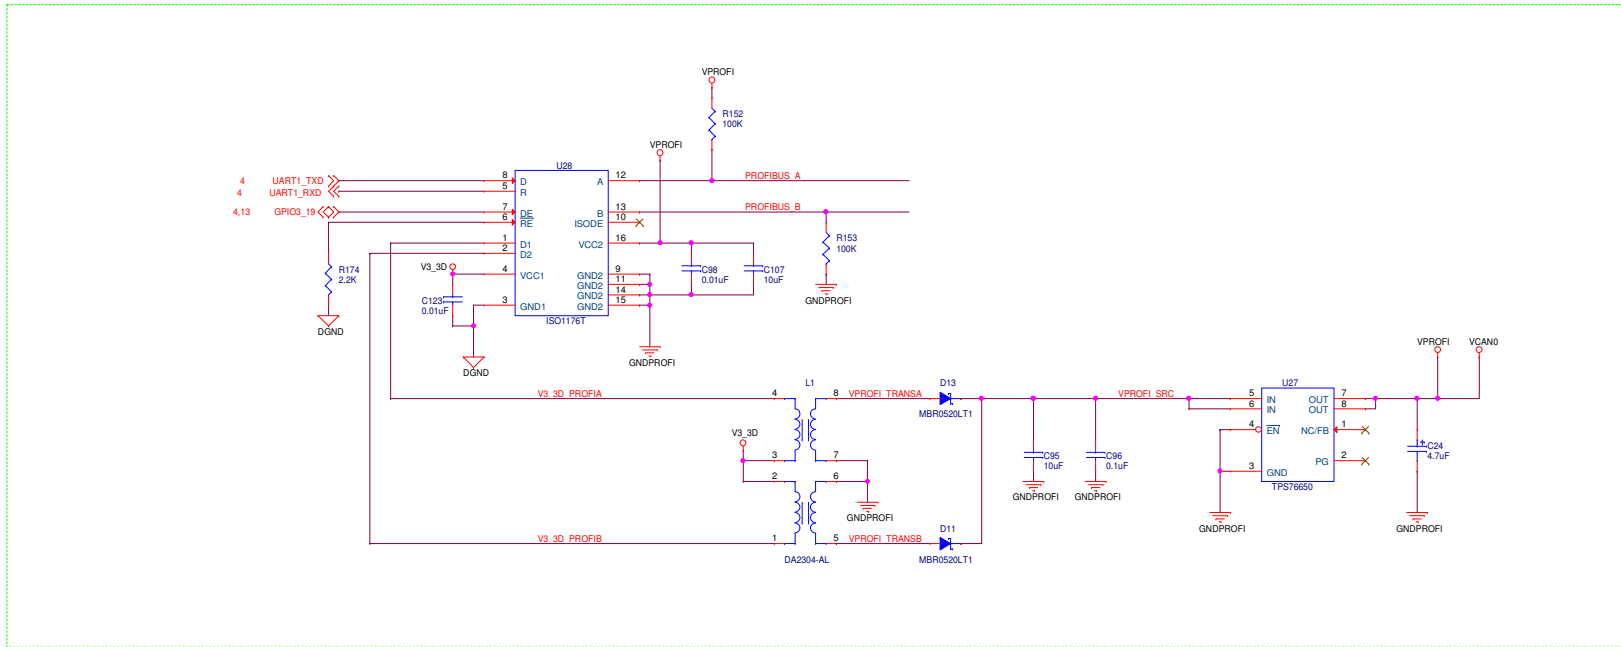 VPROFI
R152
100K
VPROFI
U28
4 UART1_TXD 8 D A 12 PROFIBUS_A
4 UART1_RXD 5 R
4,13 GPIO3_19 7 DE B 13 PROFIBUS_B
6 RE ISODE 10
1 D1 VCC2 16
2 D2
R153
100K
V3_3D 4 VCC1 GND2 9
GND2 11
GND2 14
3 GND1 GND2 15
R174
2.2K
C123
0.01uF
C98
0.01uF
C107
10uF
GNDPROFI
ISO1176T
DGND
GNDPROFI
DGND
VPROFI
VCAN0
L1
D13
U27
V3_3D_PROFIA 4 8 VPROFI_TRANSA
MBR0520LT1
VPROFI_SRC 5 IN OUT 7
6 IN OUT 8
4 EN NC/FB 1
PG 2
3 GND
TPS76650
V3_3D
3 7
2 6
GNDPROFI
C95
10uF
C96
0.1uF
C24
4.7uF
+
GNDPROFI
GNDPROFI
GNDPROFI
GNDPROFI
D11
V3_3D_PROFIB 1 5 VPROFI_TRANSB
DA2304-AL
MBR0520LT1